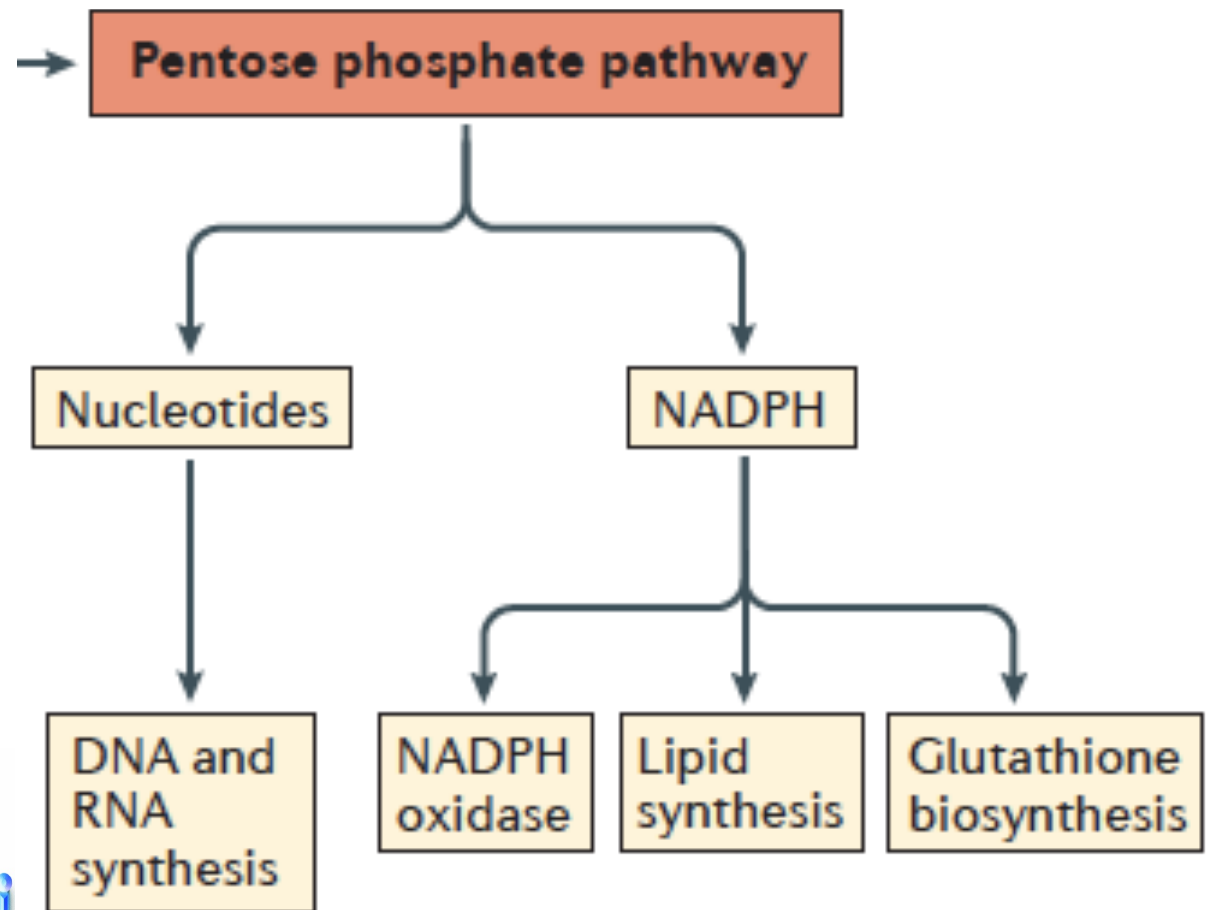 Pentose phosphate pathway
Nucleotides
NADPH
DNA and
RNA
synthesis
NADPH
oxidase
Lipid
synthesis
Glutathione
biosynthesis